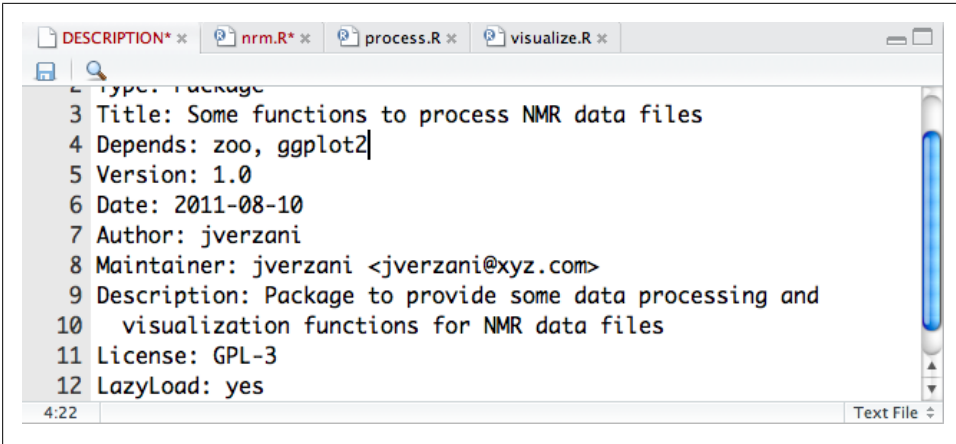 DESCRIPTION* × nrm.R* × process.R × visualize.R ×
2 Type: Package
3 Title: Some functions to process NMR data files
4 Depends: zoo, ggplot2
5 Version: 1.0
6 Date: 2011-08-10
7 Author: jverzani
8 Maintainer: jverzani <jverzani@xyz.com>
9 Description: Package to provide some data processing and
10 visualization functions for NMR data files
11 License: GPL-3
12 LazyLoad: yes
4:22 Text File